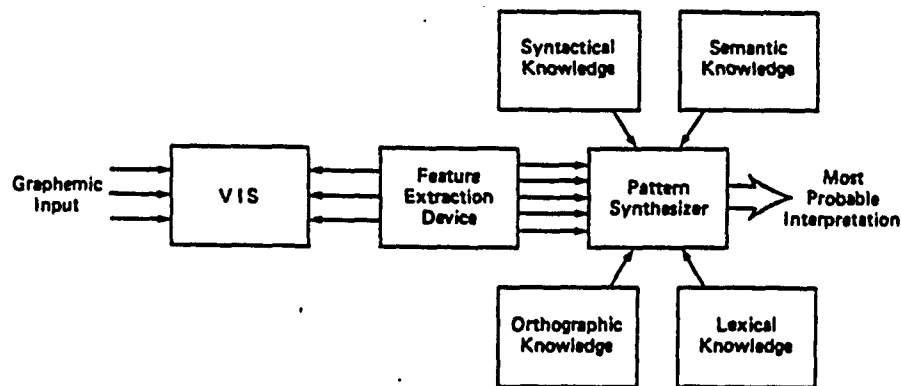 Syntactical
Knowledge
Semantic
Knowledge
Graphemic
Input
VIS
Feature
Extraction
Device
Pattern
Synthesizer
Most
Probable
Interpretation
Orthographic
Knowledge
Lexical
Knowledge